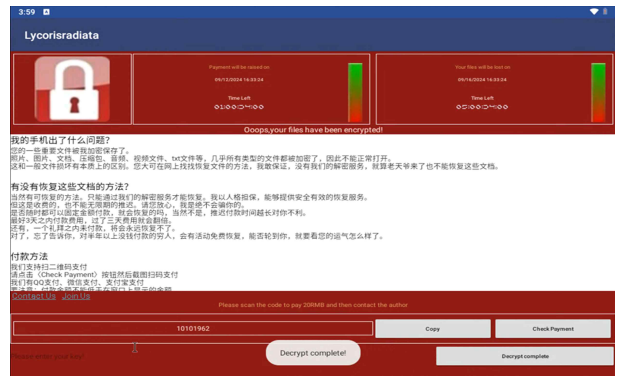 3:59
Lycorisradiata
Payment will be raised on
09/12/2024 16:33:24
Time Left
Your files will be lost on
09/16/2024 16:33:24
Time Left
Ooops,your files have been encrypted!
我的手机出了什么问题?
您的一些重要文件被我加密保存了。
照片、图片、文档、压缩包、音频、视频文件、txt文件等，几乎所有类型的文件都被加密了，因此不能正常打开。
这和一般文件损坏有本质上的区别。您大可在网上找找恢复文件的方法，我敢保证，没有我们的解密服务，就算老天爷来了也不能恢复这些文档。
有没有恢复这些文档的方法?
当然有可恢复的方法。只能通过我们的解密服务才能恢复。我以人格担保，能够提供安全有效的恢复服务。
但这是收费的，也不能无限期的推迟。请您放心，我是绝不会骗你的。
是否随时都可以固定金额付款，就会恢复的吗，当然不是，推迟付款时间越长对你不利。
最好3天之内付款费用，过了三天费用就会翻倍。
还有，一个礼拜之内未付款，将会永远恢复不了。
对了，忘了告诉你，对半年以上没钱付款的穷人，会有活动免费恢复，能否轮到你，就要看您的运气怎么样了。
付款方法
我们支持扫二维码支付
请点击〈Check Payment〉按钮后截图扫码支付
我们有QQ支付、微信支付、支付宝支付
Contact Us Join Us
Please scan the code to pay 20RMB and then contact the author
10101962
Copy
Check Payment
Decrypt complete!
Decrypt complete